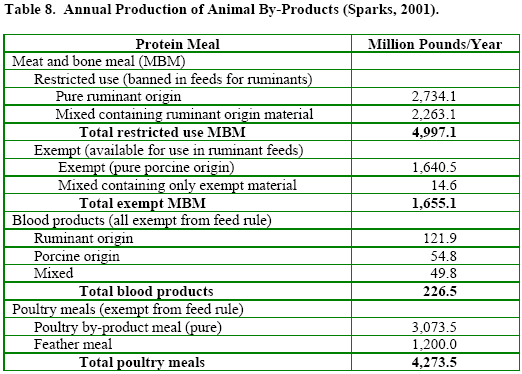 Table 8. Annual Production of Animal By-Products (Sparks, 2001).
Protein Meal Million Pounds/Year
Meat and bone meal (MBM)
Restricted use (banned in feeds for ruminants)
Pure ruminant origin 2,734.1
Mixed containing ruminant origin material 2,263.1
Total restricted use MBM 4,997.1
Exempt (available for use in ruminant feeds)
Exempt (pure porcine origin) 1,640.5
Mixed containing only exempt material 14.6
Total exempt MBM 1,655.1
Blood products (all exempt from feed rule)
Ruminant origin 121.9
Porcine origin 54.8
Mixed 49.8
Total blood products 226.5
Poultry meals (exempt from feed rule)
Poultry by-product meal (pure) 3,073.5
Feather meal 1,200.0
Total poultry meals 4,273.5